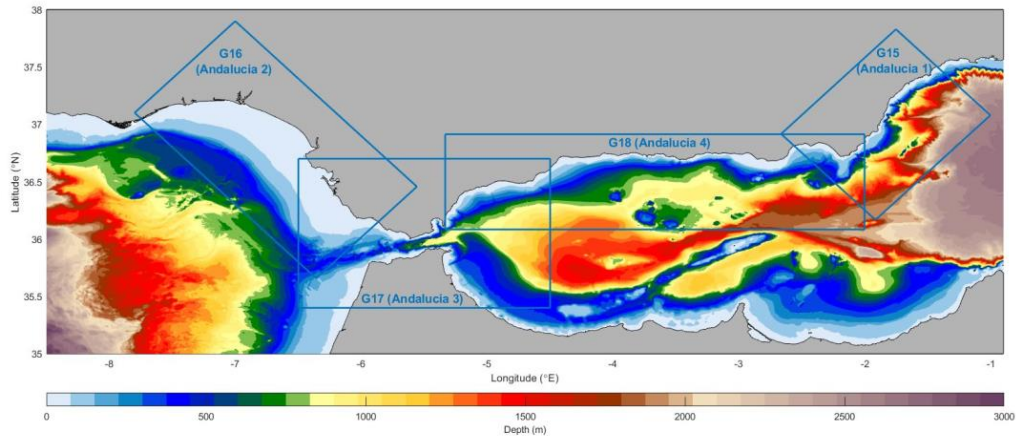 38
37.5
37
36.5
36
35.5
35
Latitude (°N)
G16
(Andalucia 2)
G15
(Andalucia 1)
G18 (Andalucia 4)
G17 (Andalucia 3)
-8
-7
-6
-5
-4
-3
-2
-1
Longitude (°E)
0
500
1000
1500
2000
2500
3000
Depth (m)